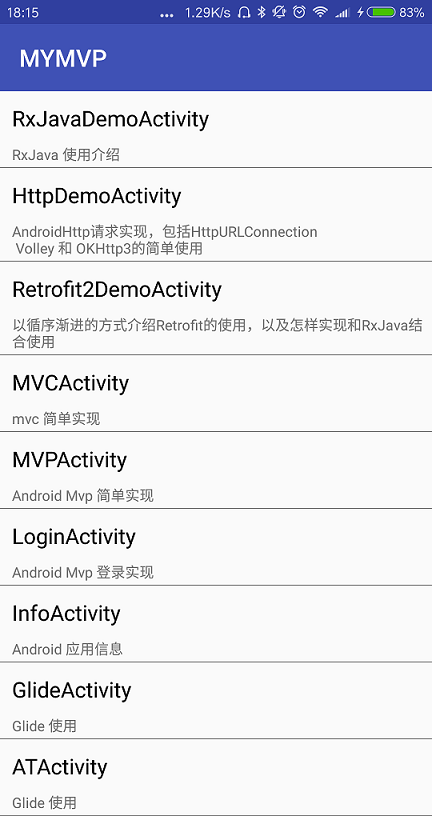 18:15 ... 1.29K/s 83%
MYMVP
RxJavaDemoActivity
RxJava 使用介绍
HttpDemoActivity
AndroidHttp请求实现，包括HttpURLConnection
Volley 和 OKHttp3的简单使用
Retrofit2DemoActivity
以循序渐进的方式介绍Retrofit的使用，以及怎样实现和RxJava结
合使用
MVCActivity
mvc 简单实现
MVPActivity
Android Mvp 简单实现
LoginActivity
Android Mvp 登录实现
InfoActivity
Android 应用信息
GlideActivity
Glide 使用
ATActivity
Glide 使用